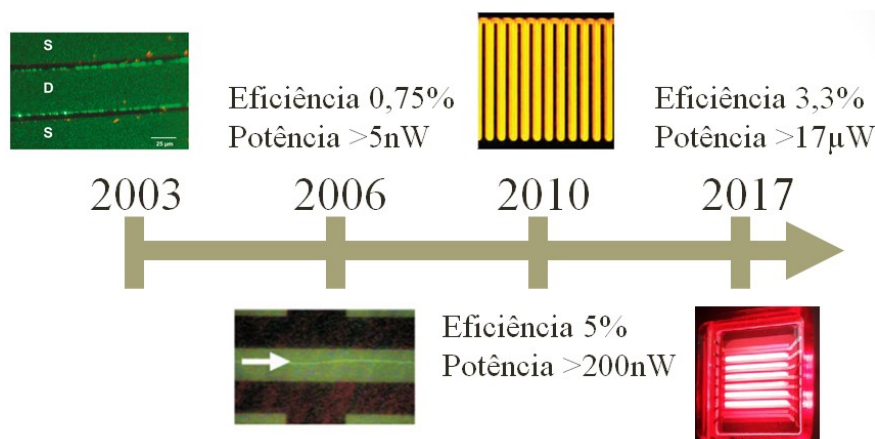 S
D
S
25 µm
Eficiência 0,75%
Potência >5nW
Eficiência 3,3%
Potência >17µW
2003
2006
2010
2017
Eficiência 5%
Potência >200nW